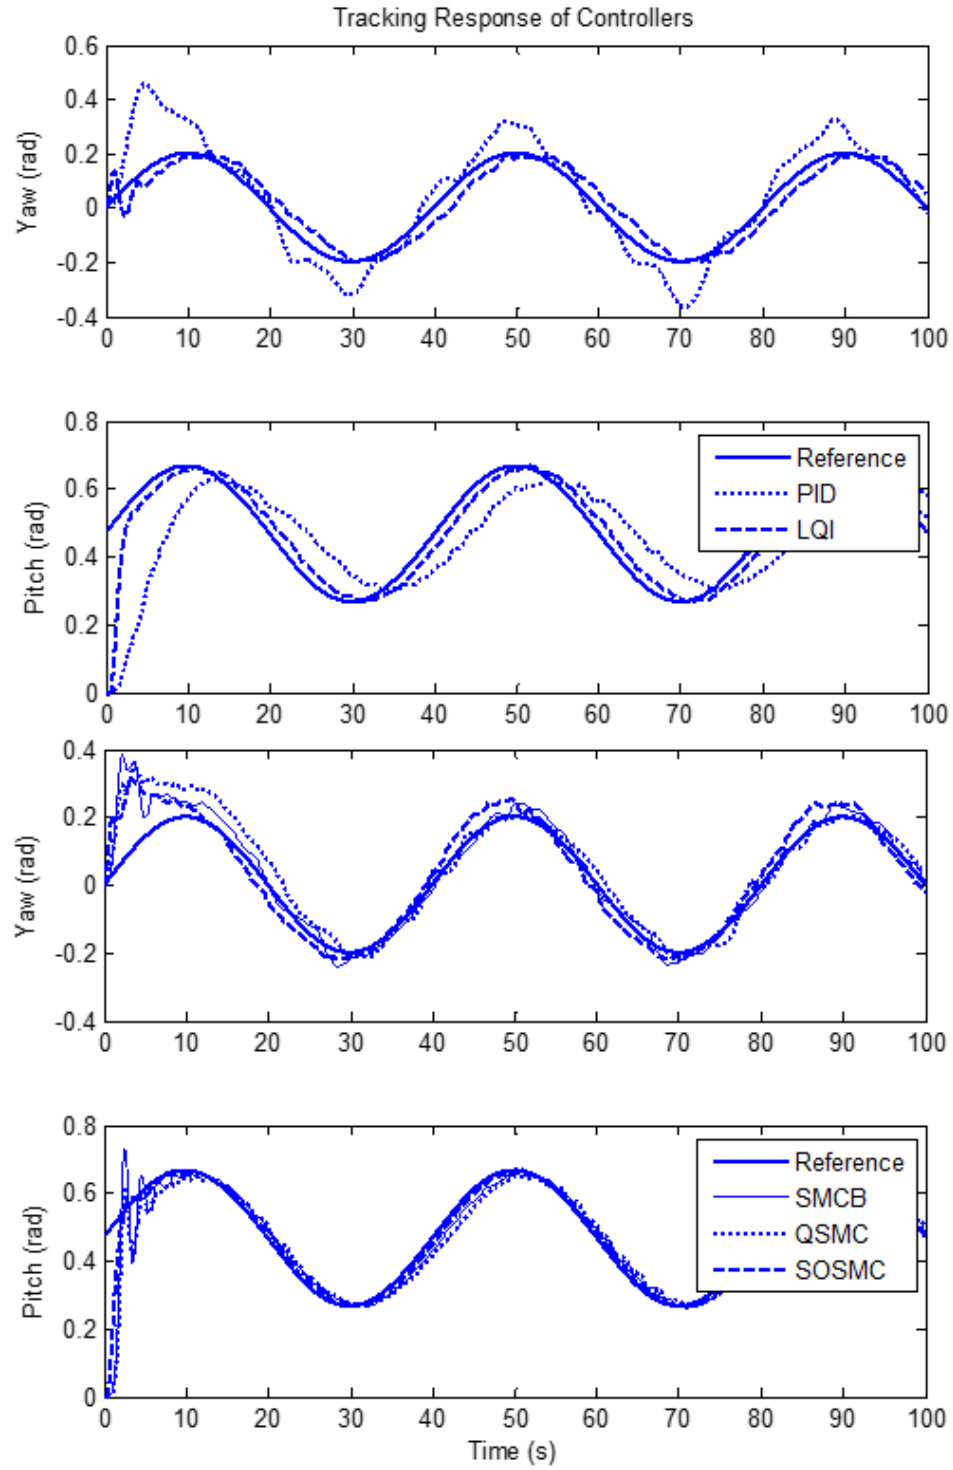 Tracking Response of Controllers
0.6
0.4
0.2
0
-0.2
-0.4
Yaw (rad)
0 10 20 30 40 50 60 70 80 90 100
0.8
0.6
0.4
0.2
0
Pitch (rad)
Reference
PID
LQI
0 10 20 30 40 50 60 70 80 90 100
0.4
0.2
0
-0.2
-0.4
Yaw (rad)
0 10 20 30 40 50 60 70 80 90 100
0.8
0.6
0.4
0.2
0
Pitch (rad)
Reference
SMCB
QSMC
SOSMC
0 10 20 30 40 50 60 70 80 90 100
Time (s)